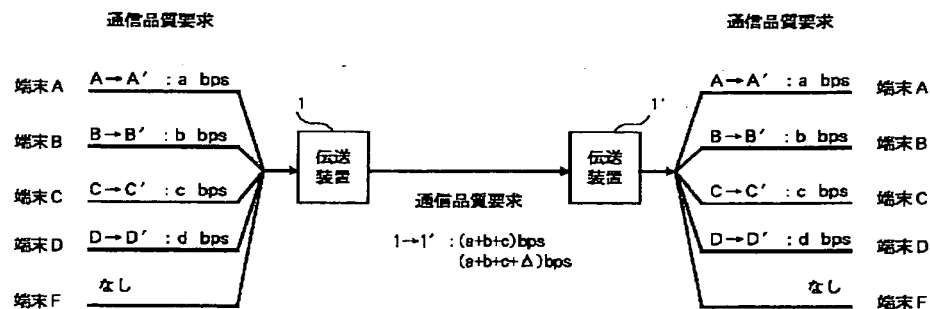 通信品質要求
通信品質要求
端末A A→A′ : a bps
端末B B→B′ : b bps
端末C C→C′ : c bps
端末D D→D′ : d bps
端末F なし
1
伝送
装置
通信品質要求
1→1′ : (a+b+c)bps
(a+b+c+Δ)bps
1′
伝送
装置
A→A′ : a bps 端末A
B→B′ : b bps 端末B
C→C′ : c bps 端末C
D→D′ : d bps 端末D
なし 端末F